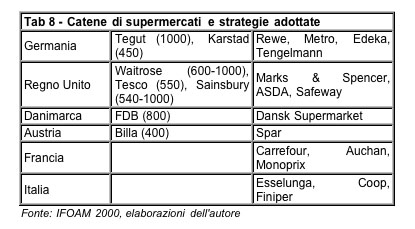 Tab 8 - Catene di supermercati e strategie adottate
Germania Tegut (1000), Karstad (450) Rewe, Metro, Edeka, Tengelmann
Regno Unito Waitrose (600-1000), Tesco (550), Sainsbury (540-1000) Marks & Spencer, ASDA, Safeway
Danimarca FDB (800) Dansk Supermarket
Austria Billa (400) Spar
Francia Carrefour, Auchan, Monoprix
Italia Esselunga, Coop, Finiper
Fonte: IFOAM 2000, elaborazioni dell'autore